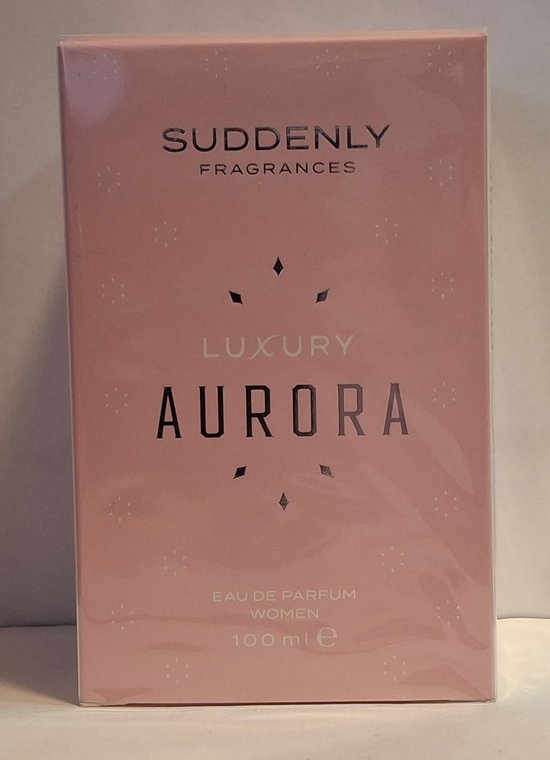 SUDDENLY
FRAGRANCES
LUXURY
AURORA
EAU DE PARFUM
WOMEN
100 ml ℮